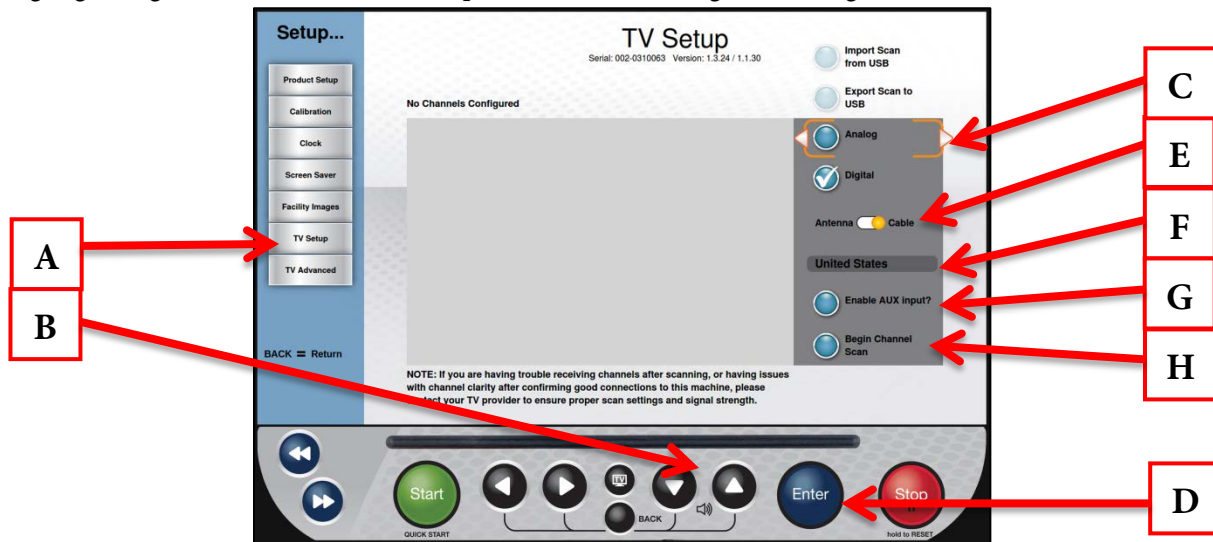 Setup...
TV Setup
Serial: 002-0310063 Version: 1.3.24 / 1.1.30
Import Scan
from USB
Export Scan to
USB
Product Setup
Calibration
Clock
Screen Saver
Facility Images
TV Setup
TV Advanced
BACK = Return
No Channels Configured
Analog
Digital
Antenna Cable
United States
Enable AUX input?
Begin Channel
Scan
NOTE: If you are having trouble receiving channels after scanning, or having issues
with channel clarity after confirming good connections to this machine, please
your TV provider to ensure proper scan settings and signal strength.
A
B
C
E
F
G
H
D
Start
QUICK START
TV
BACK
Enter
Stop
hold to RESET